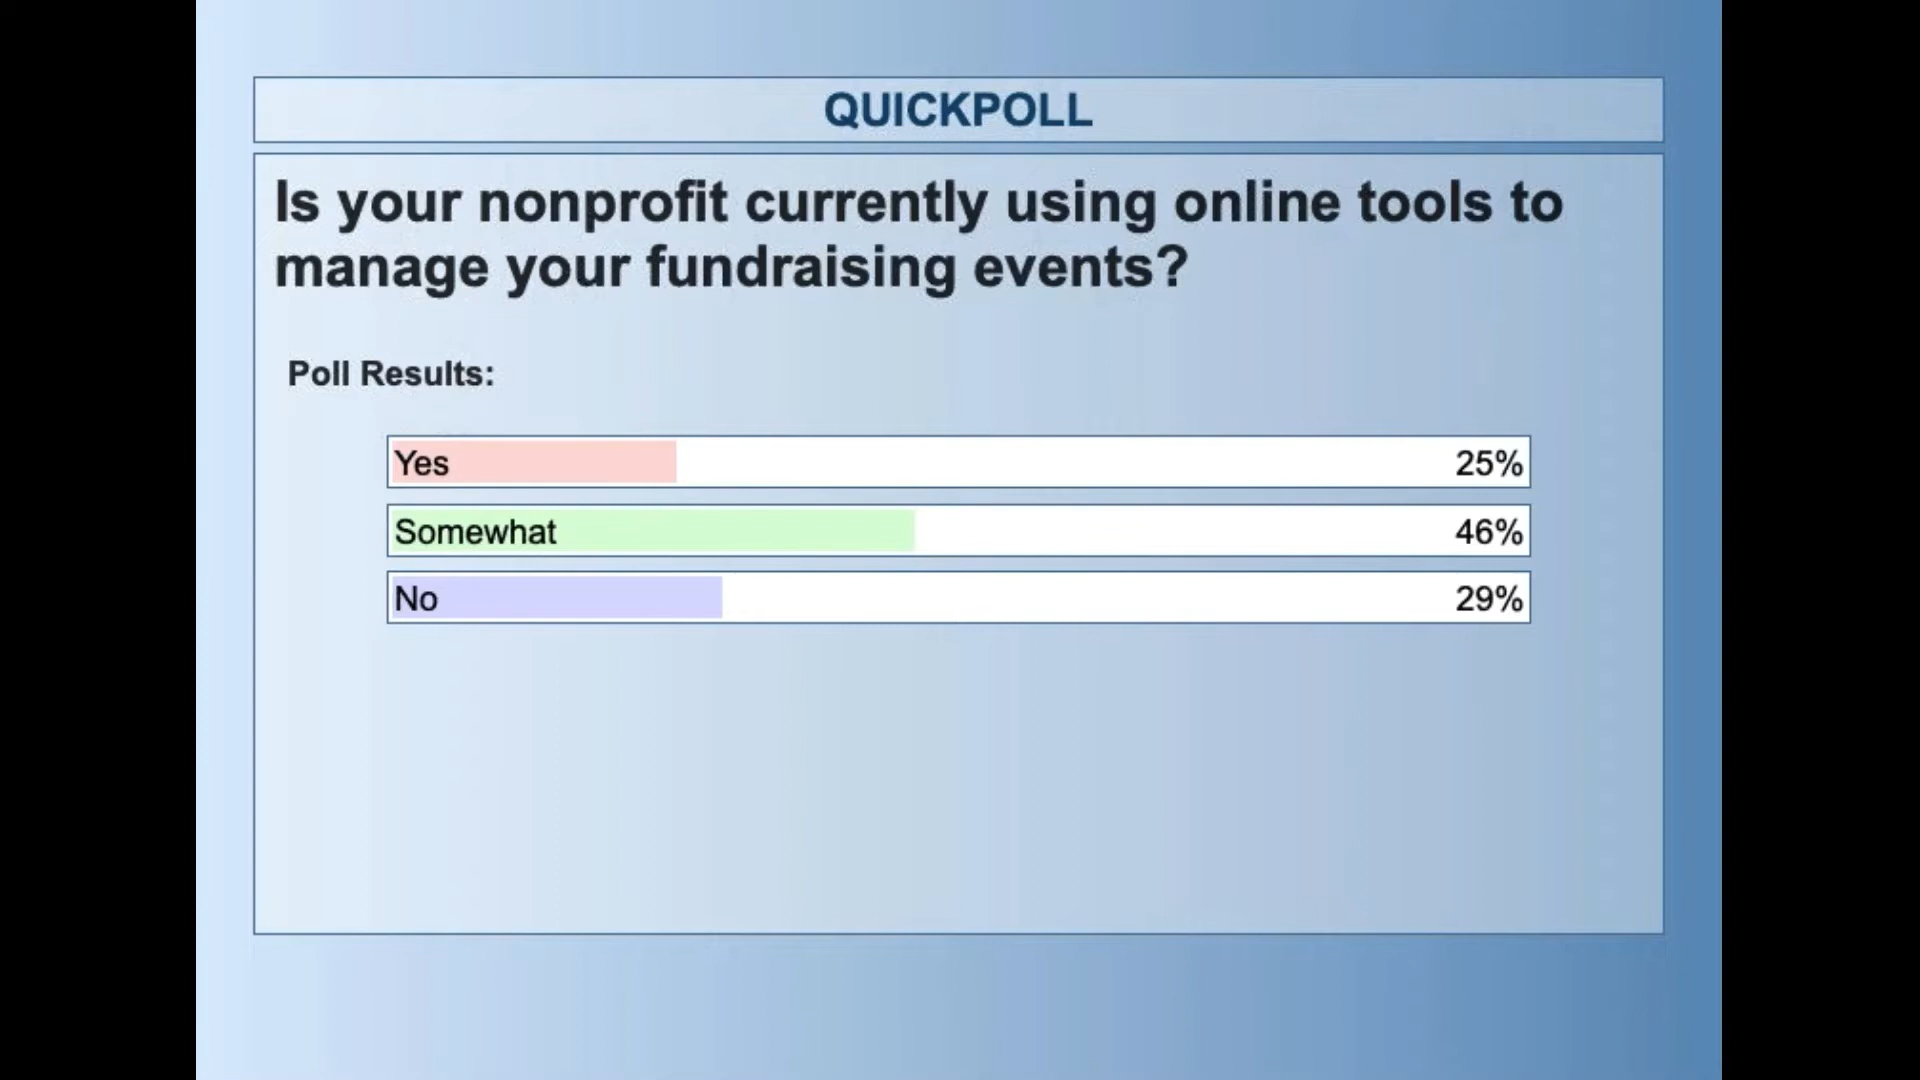 QUICKPOLL
Is your nonprofit currently using online tools to
manage your fundraising events?
Poll Results:
Yes 25%
Somewhat 46%
No 29%